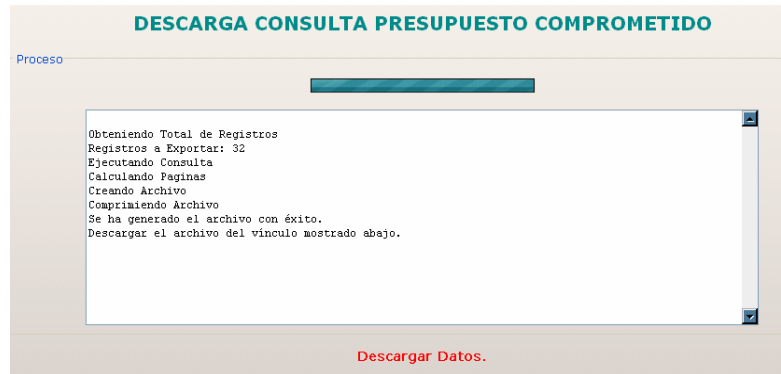 DESCARGA CONSULTA PRESUPUESTO COMPROMETIDO
Proceso
Obteniendo Total de Registros
Registros a Exportar: 32
Ejecutando Consulta
Calculando Paginas
Creando Archivo
Comprimiendo Archivo
Se ha generado el archivo con éxito.
Descargar el archivo del vínculo mostrado abajo.
Descargar Datos.